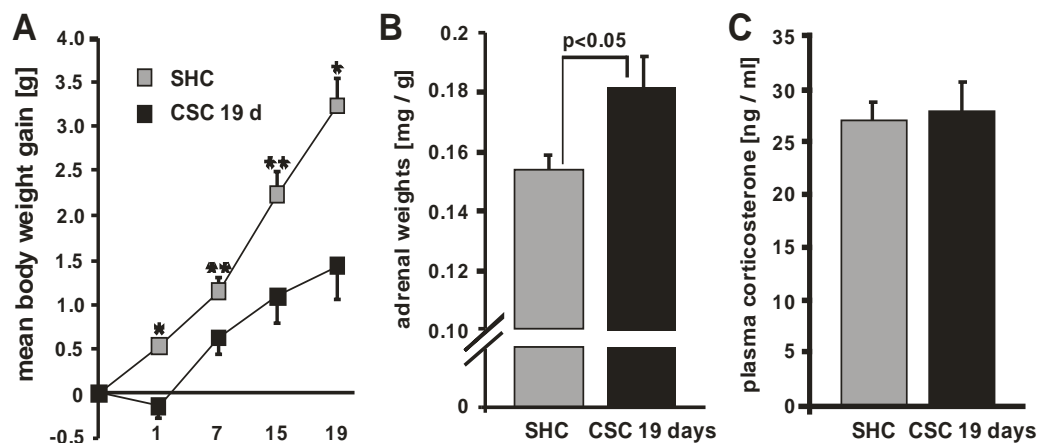 A
mean body weight gain [g]
4.0
3.5
3.0
2.5
2.0
1.5
1.0
0.5
0
-0.5
SHC
CSC 19 d
*
**
**
*
1 7 15 19
B
adrenal weights [mg / g]
0.2
0.18
0.16
0.14
0.12
0.10
0
p<0.05
SHC CSC 19 days
C
plasma corticosterone [ng / ml]
35
30
25
20
15
10
5
0
SHC CSC 19 days